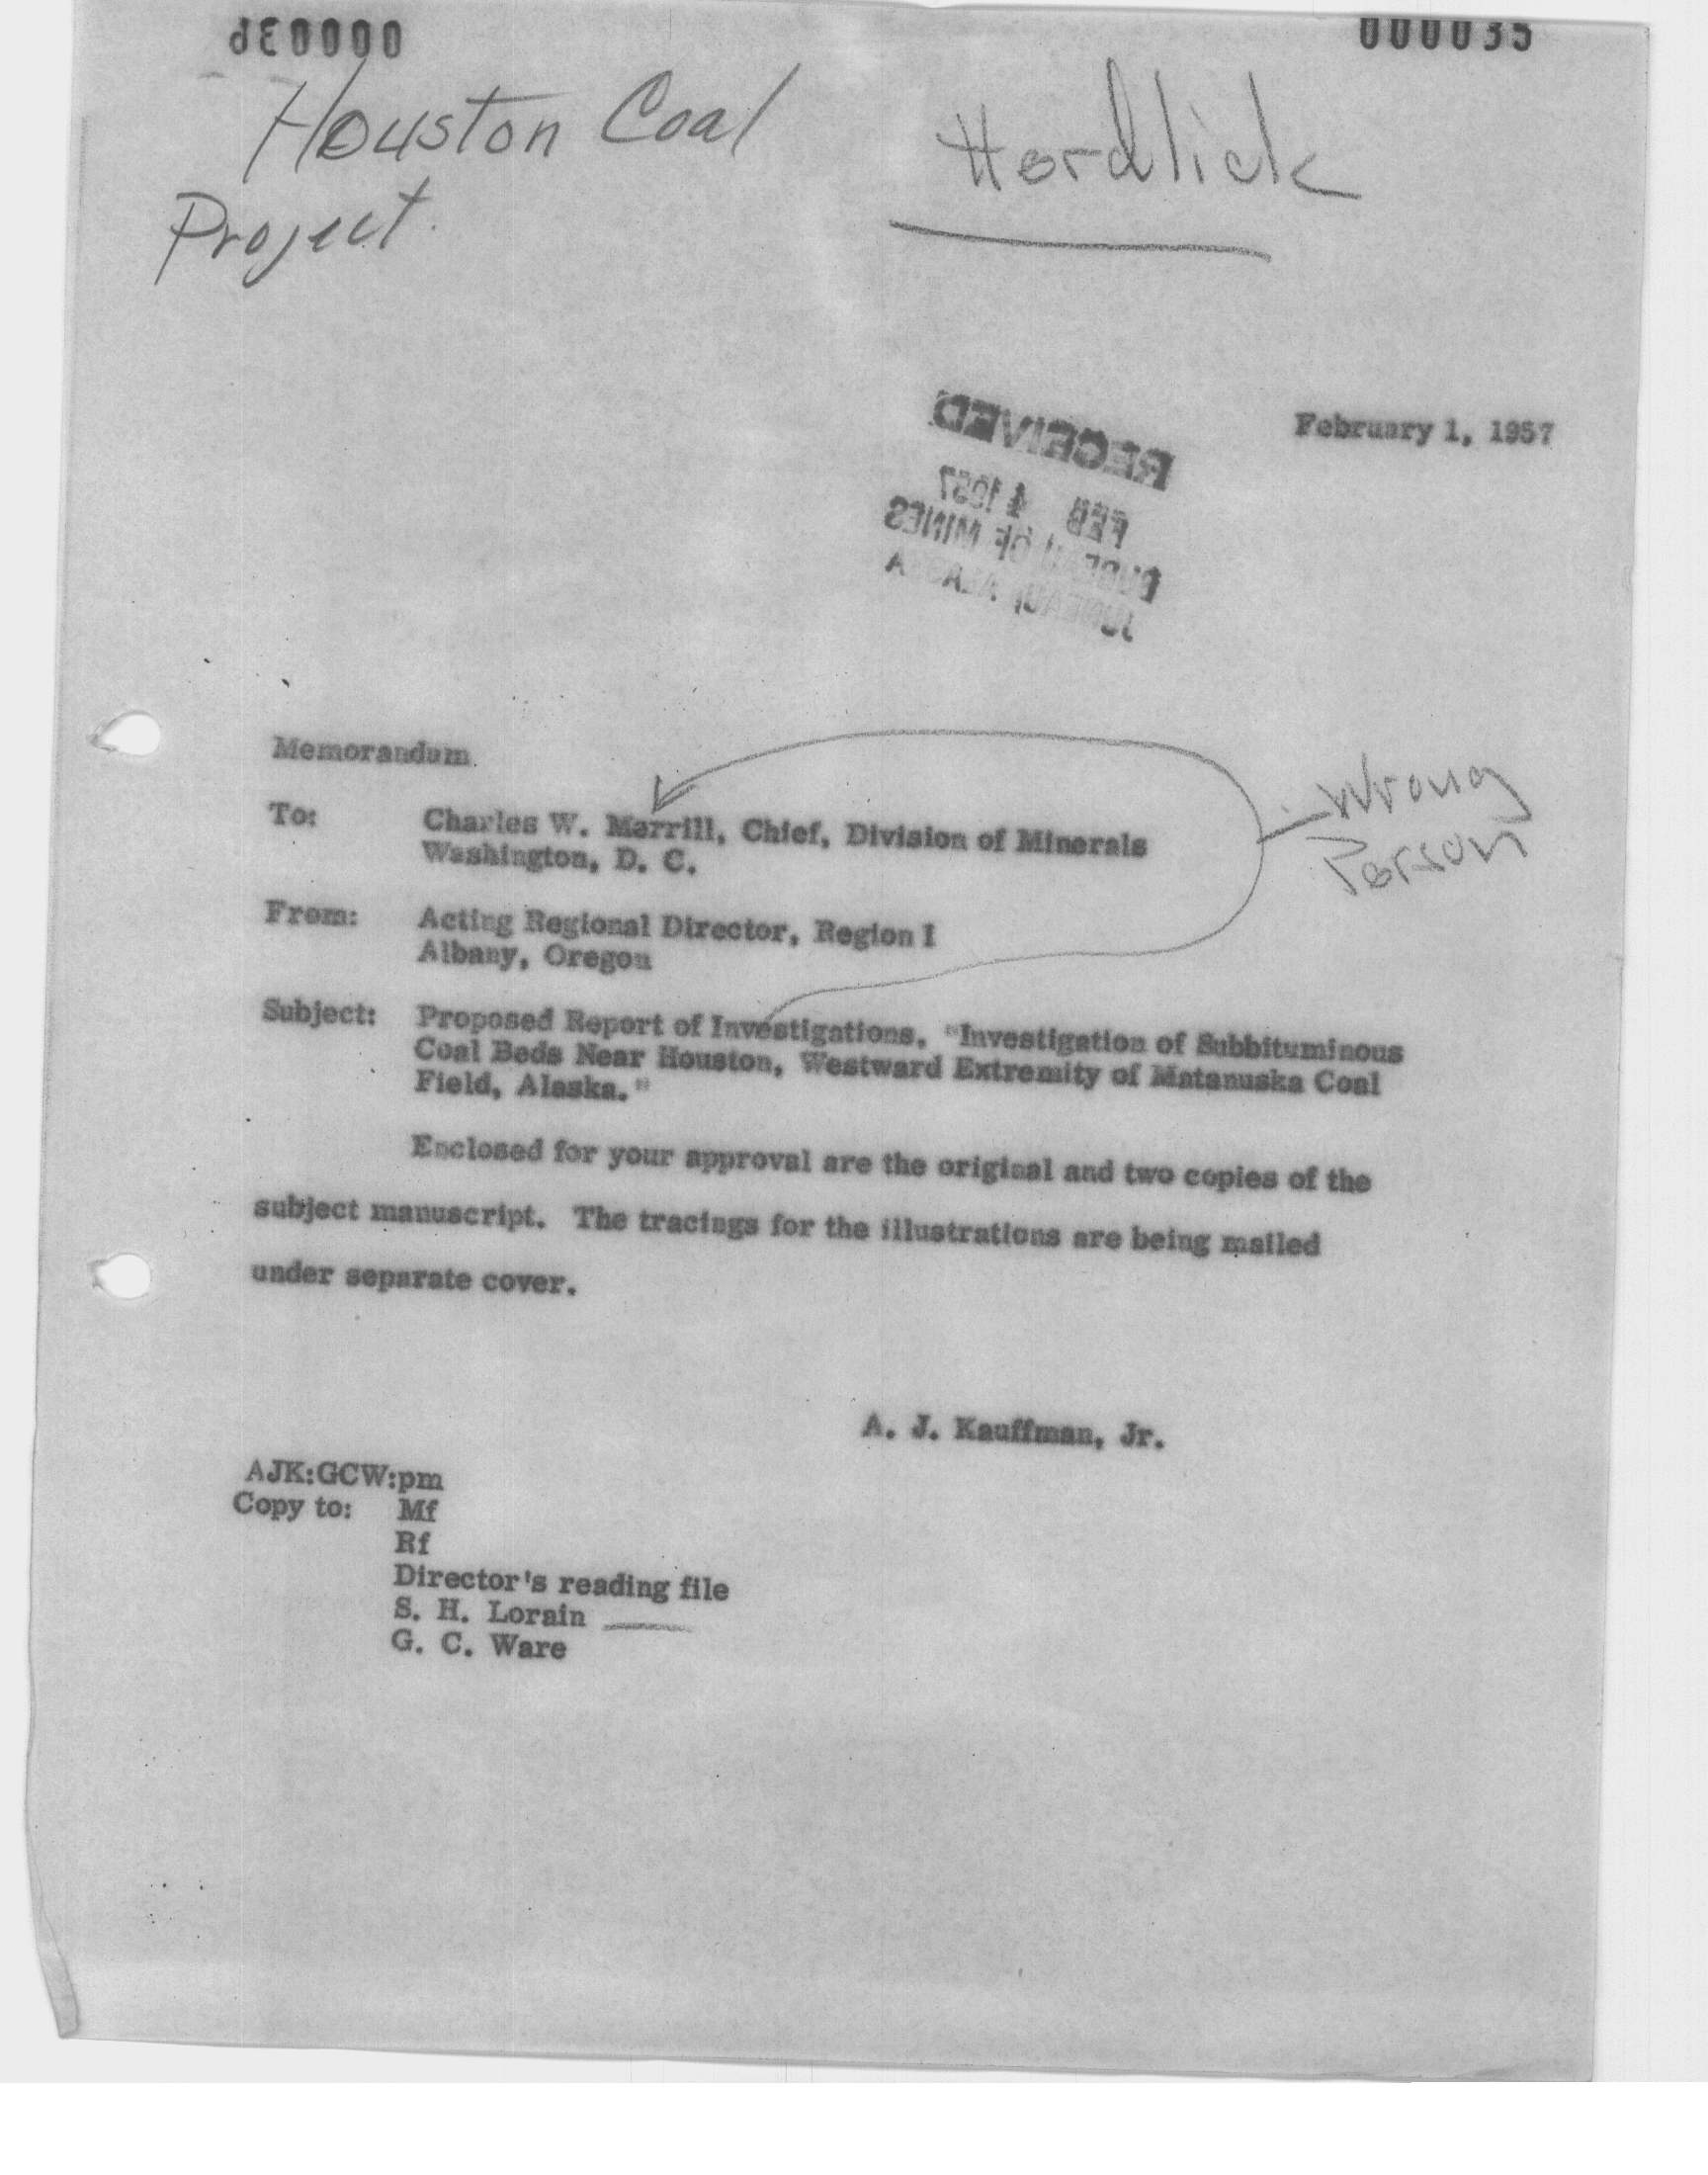 000035
Houston Coal
Project.
Hordlick
February 1, 1957
RECEIVED
FEB 4 1957
BUREAU OF MINES
JUNEAU, ALASKA
Memorandum
To: Charles W. Merrill, Chief, Division of Minerals
Washington, D. C.
Wrong
Person
From: Acting Regional Director, Region I
Albany, Oregon
Subject: Proposed Report of Investigations, "Investigation of Subbituminous
Coal Beds Near Houston, Westward Extremity of Matanuska Coal
Field, Alaska."
Enclosed for your approval are the original and two copies of the
subject manuscript. The tracings for the illustrations are being mailed
under separate cover.
A. J. Kauffman, Jr.
AJK:GCW:pm
Copy to: Mf
Rf
Director's reading file
S. H. Lorain
G. C. Ware